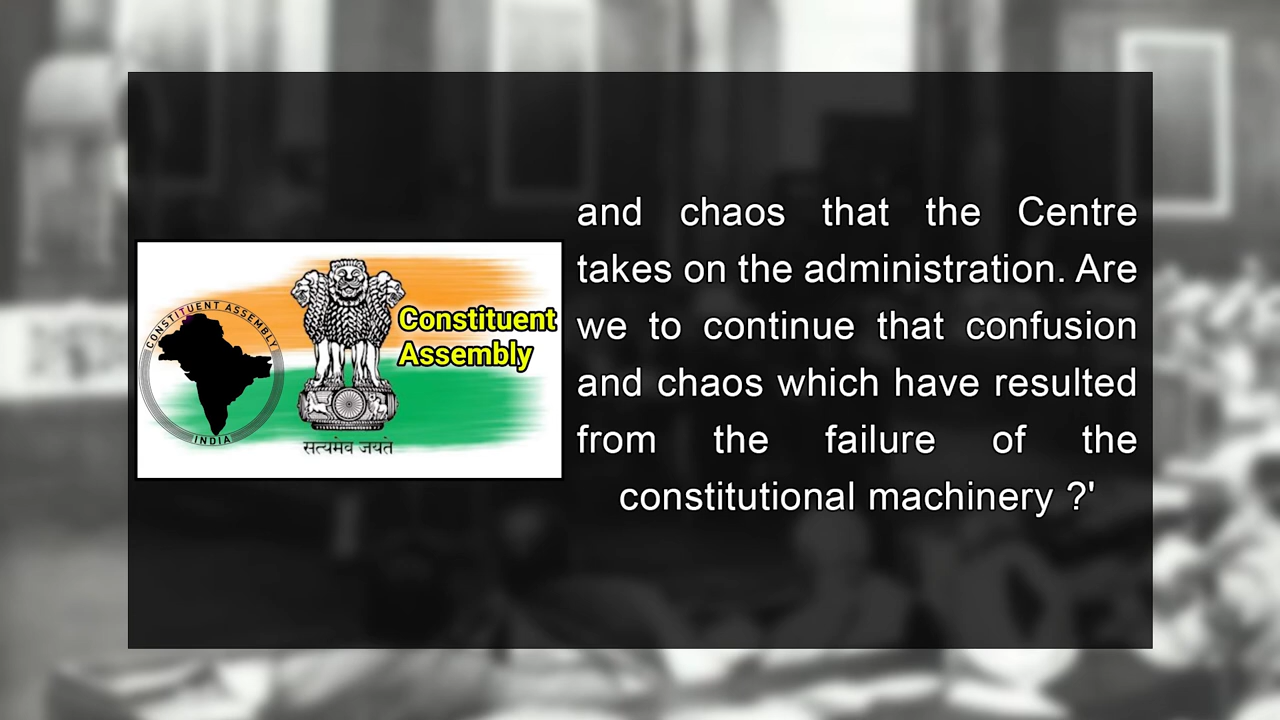 CONSTITUENT ASSEMBLY
INDIA
सत्यमेव जयते
Constituent
Assembly
and chaos that the Centre
takes on the administration. Are
we to continue that confusion
and chaos which have resulted
from the failure of the
constitutional machinery ?'